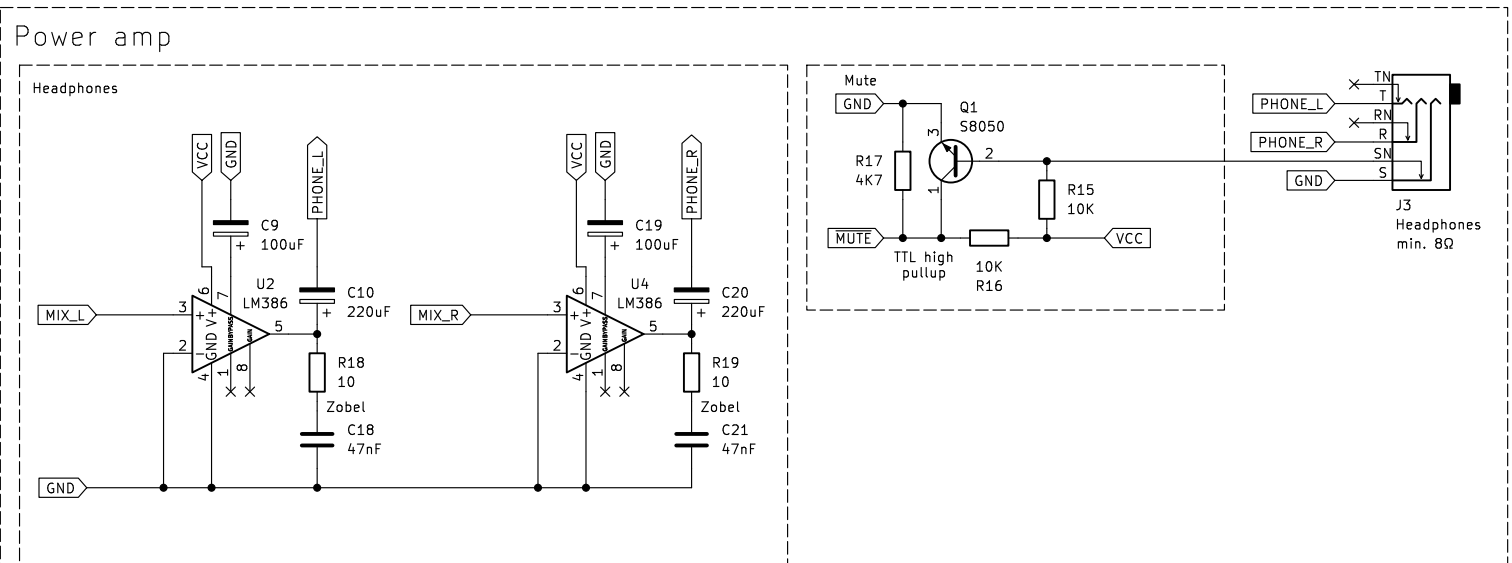 Power amp
Headphones
VCC
GND
PHONE_L
C9
100uF
+
6
7
U2
LM386
C10
220uF
+
MIX_L
3
+
V+
GND
BYPASS
GAIN
GAIN
5
2
-
4
1
8
R18
10
Zobel
C18
47nF
GND
VCC
GND
PHONE_R
C19
100uF
+
6
7
U4
LM386
C20
220uF
+
MIX_R
3
+
V+
GND
BYPASS
GAIN
GAIN
5
2
-
4
1
8
R19
10
Zobel
C21
47nF
Mute
GND
Q1
S8050
3
2
1
R17
4K7
R15
10K
MUTE
TTL high
pullup
10K
R16
VCC
PHONE_L
PHONE_R
GND
TN
T
RN
R
SN
S
J3
Headphones
min. 8Ω